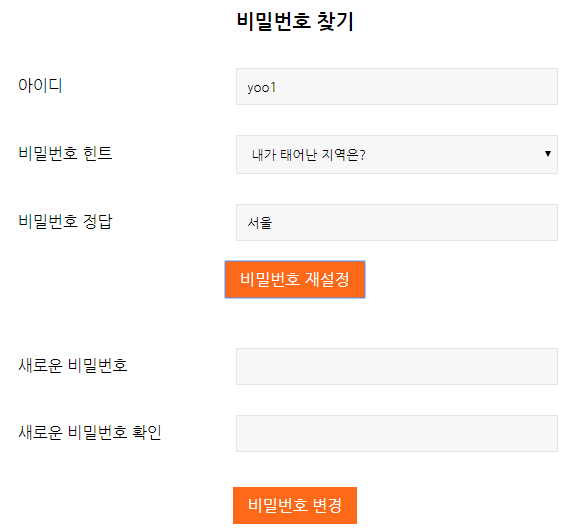 비밀번호 찾기
아이디 yoo1
비밀번호 힌트 내가 태어난 지역은?
비밀번호 정답 서울
비밀번호 재설정
새로운 비밀번호
새로운 비밀번호 확인
비밀번호 변경